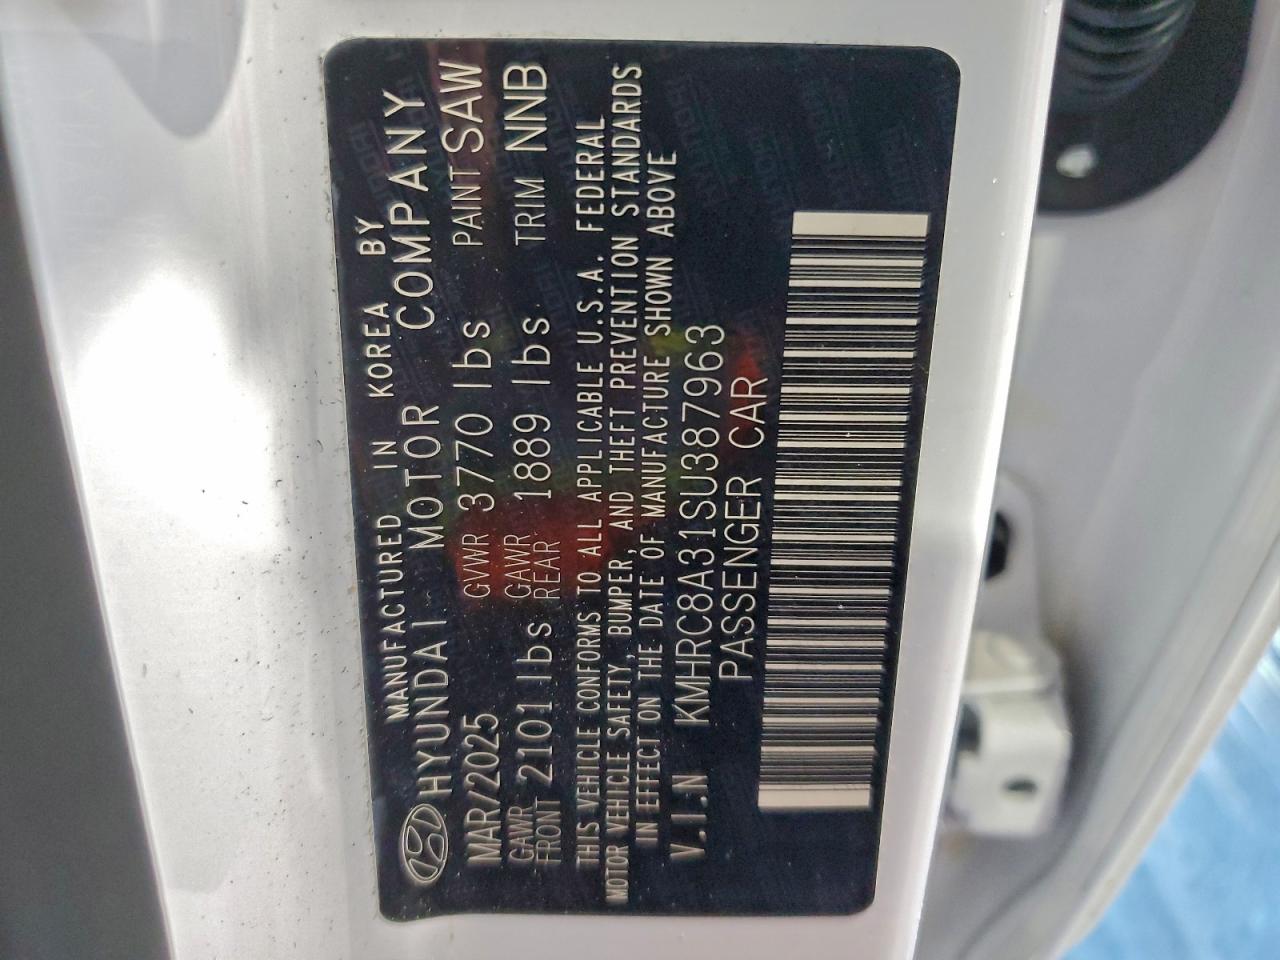 MANUFACTURED IN KOREA BY
HYUNDAI MOTOR COMPANY
MAR/2025 GVWR 3770 lbs PAINT SAW
GAWR FRONT 2101 lbs GAWR REAR 1889 lbs TRIM NNB
THIS VEHICLE CONFORMS TO ALL APPLICABLE U.S.A. FEDERAL
MOTOR VEHICLE SAFETY, BUMPER, AND THEFT PREVENTION STANDARDS
IN EFFECT ON THE DATE OF MANUFACTURE SHOWN ABOVE
V.I.N KMHRC8A31SU387963
PASSENGER CAR